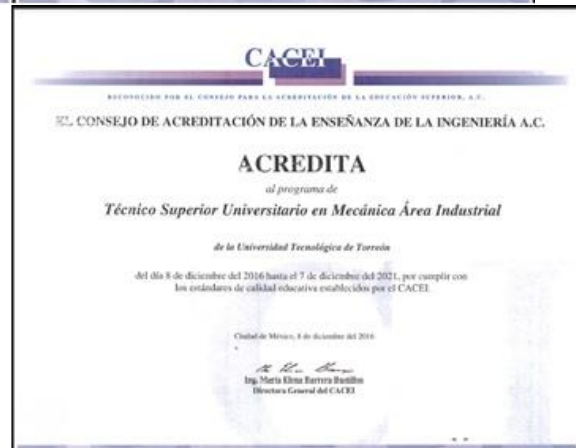 CACEI
RECONOCIDO POR EL CONSEJO PARA LA ACREDITACIÓN DE LA EDUCACIÓN SUPERIOR, A.C.
EL CONSEJO DE ACREDITACIÓN DE LA ENSEÑANZA DE LA INGENIERÍA A.C.
ACREDITA
al programa de
Técnico Superior Universitario en Mecánica Área Industrial
de la Universidad Tecnológica de Torreón
del día 8 de diciembre del 2016 hasta el 7 de diciembre del 2021, por cumplir con
los estándares de calidad educativa establecidos por el CACEI.
Ciudad de México, 8 de diciembre del 2016
Ing. María Elena Barrera Bustillos
Directora General del CACEI